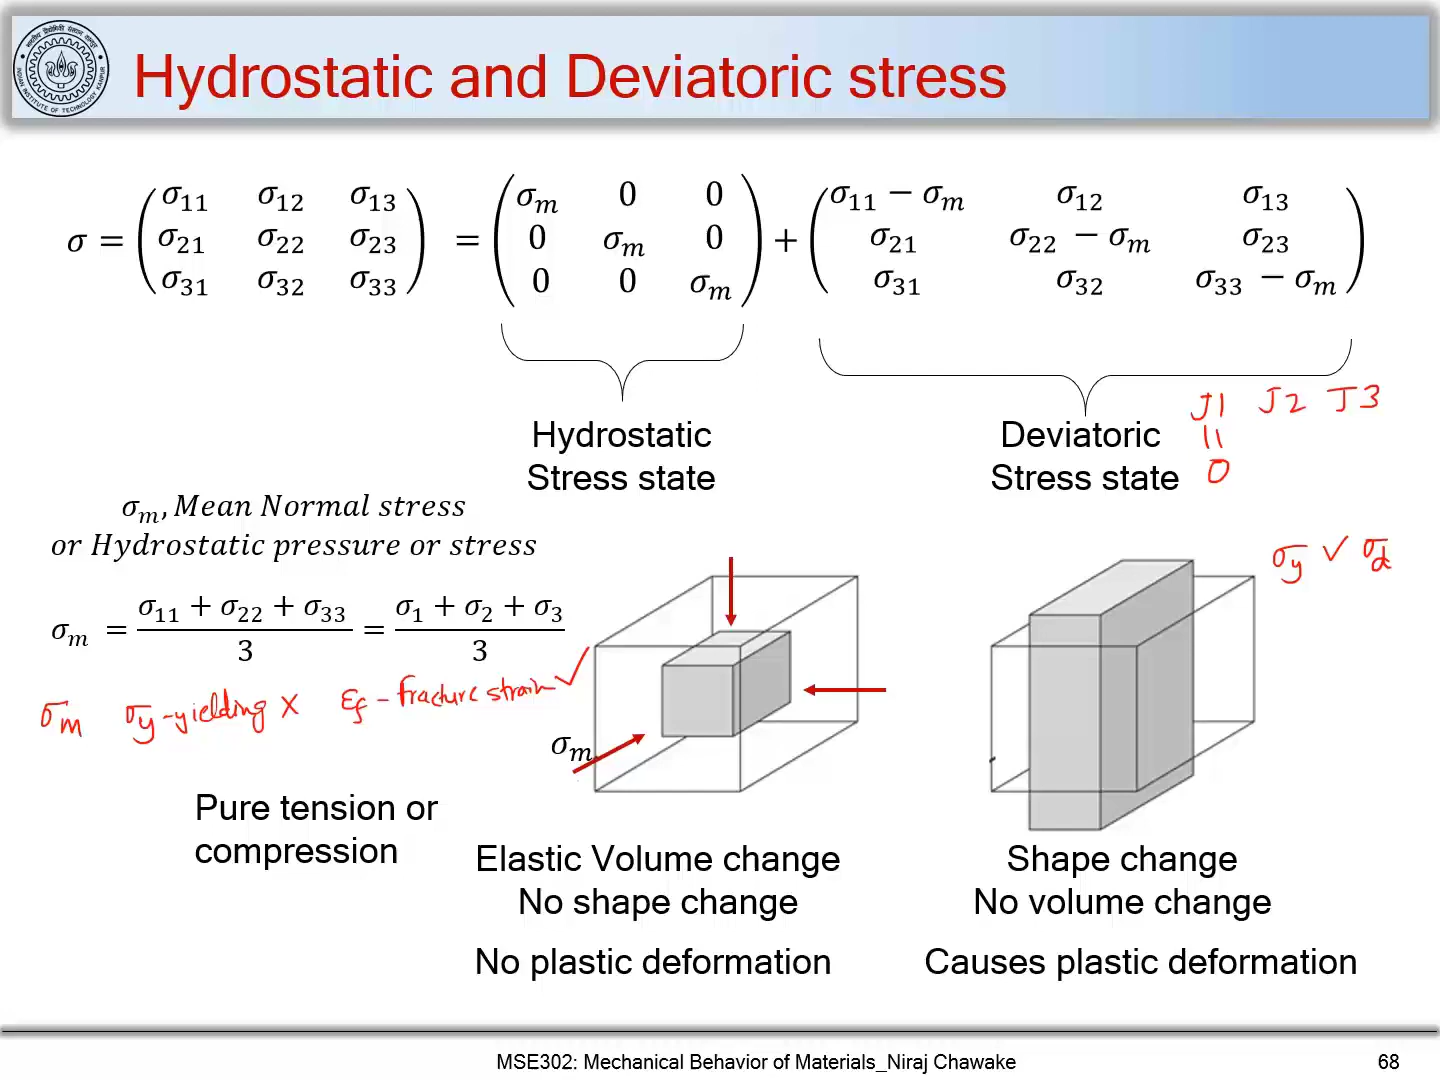 Hydrostatic and Deviatoric stress
σ = ( σ₁₁ σ₁₂ σ₁₃ = ( σₘ 0 0 + ( σ₁₁ − σₘ σ₁₂ σ₁₃
σ₂₁ σ₂₂ σ₂₃ 0 σₘ 0 σ₂₁ σ₂₂ − σₘ σ₂₃
σ₃₁ σ₃₂ σ₃₃ ) 0 0 σₘ ) σ₃₁ σ₃₂ σ₃₃ − σₘ )
J1 J2 J3
11
0
Hydrostatic
Stress state
Deviatoric
Stress state
σₘ, Mean Normal stress
or Hydrostatic pressure or stress
σₘ = (σ₁₁ + σ₂₂ + σ₃₃)/3 = (σ₁ + σ₂ + σ₃)/3
σy ✓ σd
σm σy-yielding × εf - fracture strain ✓
σₘ
Pure tension or
compression
Elastic Volume change
No shape change
No plastic deformation
Shape change
No volume change
Causes plastic deformation
MSE302: Mechanical Behavior of Materials_Niraj Chawake
68